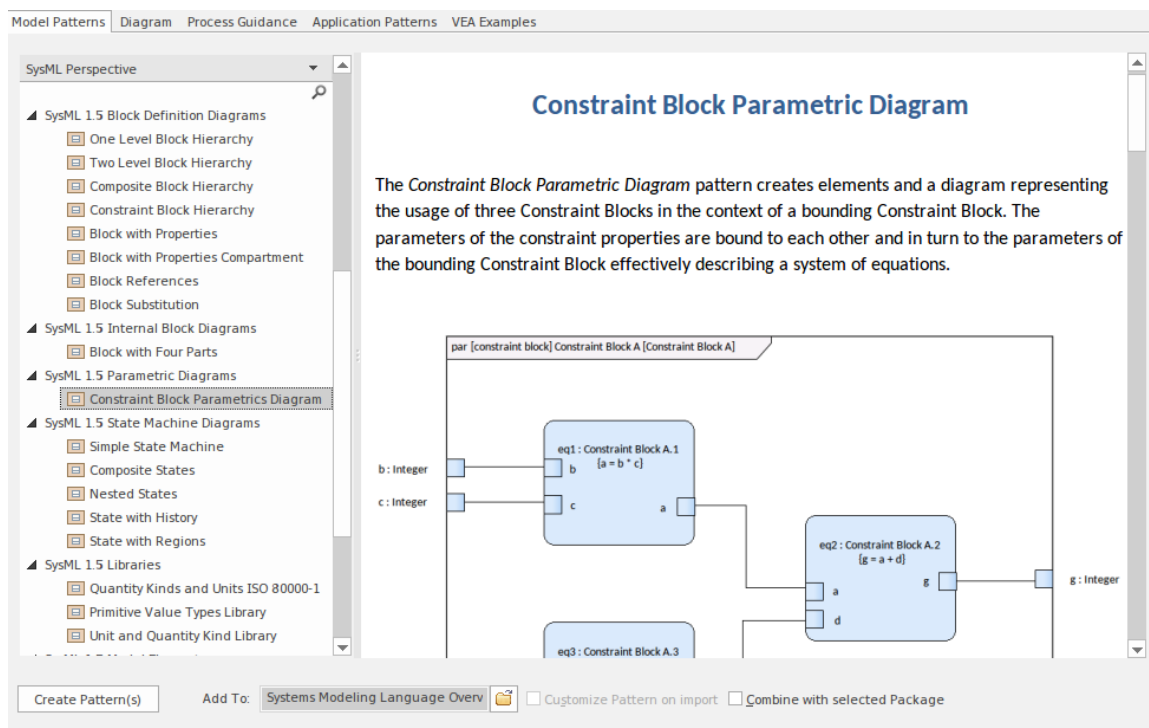 Model Patterns Diagram Process Guidance Application Patterns VEA Examples
SysML Perspective
SysML 1.5 Block Definition Diagrams
One Level Block Hierarchy
Two Level Block Hierarchy
Composite Block Hierarchy
Constraint Block Hierarchy
Block with Properties
Block with Properties Compartment
Block References
Block Substitution
SysML 1.5 Internal Block Diagrams
Block with Four Parts
SysML 1.5 Parametric Diagrams
Constraint Block Parametrics Diagram
SysML 1.5 State Machine Diagrams
Simple State Machine
Composite States
Nested States
State with History
State with Regions
SysML 1.5 Libraries
Quantity Kinds and Units ISO 80000-1
Primitive Value Types Library
Unit and Quantity Kind Library
Constraint Block Parametric Diagram
The Constraint Block Parametric Diagram pattern creates elements and a diagram representing
the usage of three Constraint Blocks in the context of a bounding Constraint Block. The
parameters of the constraint properties are bound to each other and in turn to the parameters of
the bounding Constraint Block effectively describing a system of equations.
par [constraint block] Constraint Block A [Constraint Block A]
eq1 : Constraint Block A.1
{a = b * c}
b : Integer
b
c : Integer
c
a
eq2 : Constraint Block A.2
{g = a + d}
g
g : Integer
a
d
eq3 : Constraint Block A.3
Create Pattern(s) Add To: Systems Modeling Language Overv Customize Pattern on import Combine with selected Package